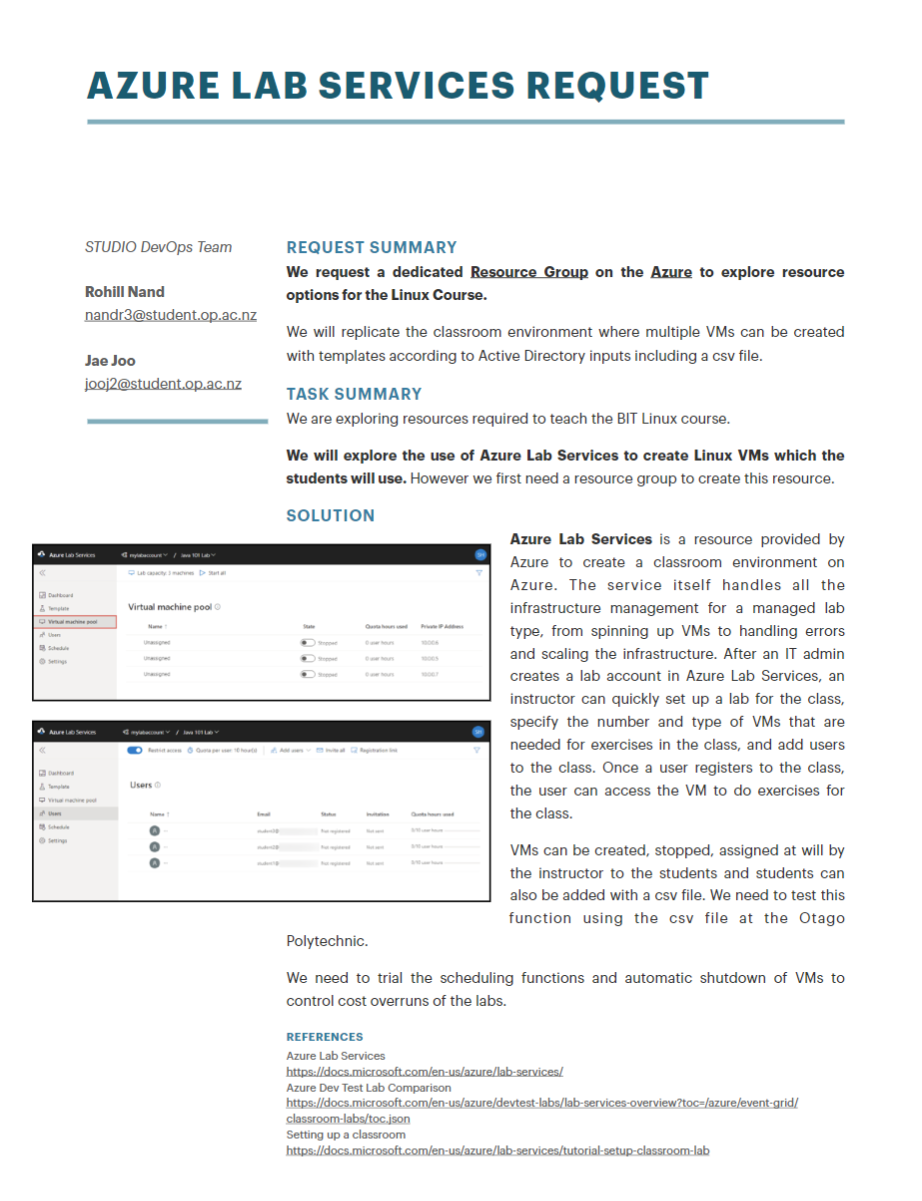 AZURE LAB SERVICES REQUEST
STUDIO DevOps Team
Rohill Nand
nandr3@student.op.ac.nz
Jae Joo
jooj2@student.op.ac.nz
REQUEST SUMMARY
We request a dedicated Resource Group on the Azure to explore resource
options for the Linux Course.
We will replicate the classroom environment where multiple VMs can be created
with templates according to Active Directory inputs including a csv file.
TASK SUMMARY
We are exploring resources required to teach the BIT Linux course.
We will explore the use of Azure Lab Services to create Linux VMs which the
students will use. However we first need a resource group to create this resource.
SOLUTION
Azure Lab Services mylabaccount / Java 101 Lab
Lab capacity: 3 machines Start all
Dashboard
Template
Virtual machine pool
Users
Schedule
Settings
Virtual machine pool
Name State Quota hours used Private IP Address
Unassigned Stopped 0 user hours
Unassigned Stopped 0 user hours
Unassigned Stopped 0 user hours
Azure Lab Services mylabaccount / Java 101 Lab
Restrict access Quota per user: 10 hour(s) Add users Invite all Registration link
Dashboard
Template
Virtual machine pool
Users
Schedule
Settings
Users
Name Email Status Invitation Quota hours used
Not registered Not sent 0/10 user hours
Not registered Not sent 0/10 user hours
Not registered Not sent 0/10 user hours
Azure Lab Services is a resource provided by
Azure to create a classroom environment on
Azure. The service itself handles all the
infrastructure management for a managed lab
type, from spinning up VMs to handling errors
and scaling the infrastructure. After an IT admin
creates a lab account in Azure Lab Services, an
instructor can quickly set up a lab for the class,
specify the number and type of VMs that are
needed for exercises in the class, and add users
to the class. Once a user registers to the class,
the user can access the VM to do exercises for
the class.
VMs can be created, stopped, assigned at will by
the instructor to the students and students can
also be added with a csv file. We need to test this
function using the csv file at the Otago
Polytechnic.
We need to trial the scheduling functions and automatic shutdown of VMs to
control cost overruns of the labs.
REFERENCES
Azure Lab Services
https://docs.microsoft.com/en-us/azure/lab-services/
Azure Dev Test Lab Comparison
https://docs.microsoft.com/en-us/azure/devtest-labs/lab-services-overview?toc=/azure/event-grid/
classroom-labs/toc.json
Setting up a classroom
https://docs.microsoft.com/en-us/azure/lab-services/tutorial-setup-classroom-lab